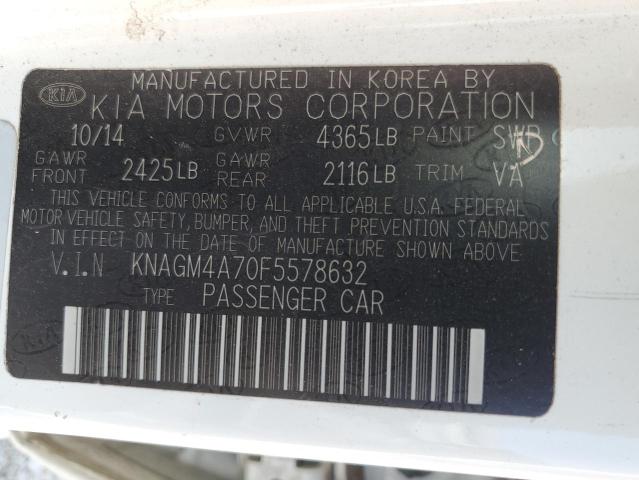 KIA
MANUFACTURED IN KOREA BY
KIA MOTORS CORPORATION
10/14 GVWR 4365LB PAINT SWP
GAWR FRONT 2425LB GAWR REAR 2116LB TRIM VA
THIS VEHICLE CONFORMS TO ALL APPLICABLE U.S.A. FEDERAL
MOTOR VEHICLE SAFETY, BUMPER, AND THEFT PREVENTION STANDARDS
IN EFFECT ON THE DATE OF MANUFACTURE SHOWN ABOVE
V.I.N KNAGM4A70F5578632
TYPE PASSENGER CAR